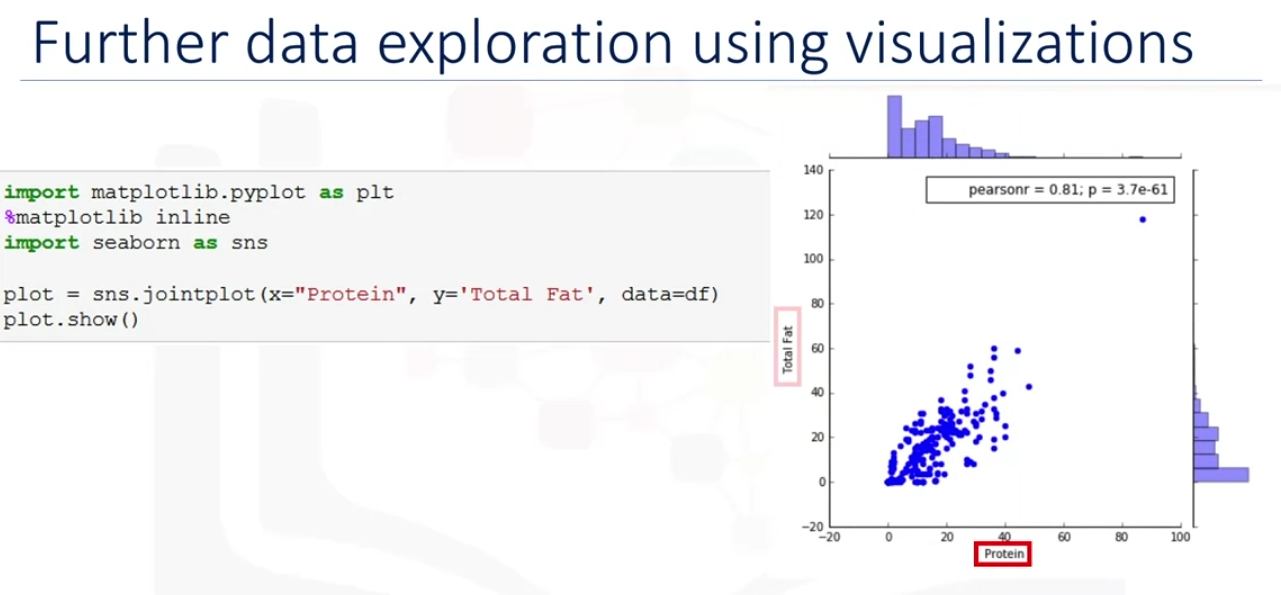 Further data exploration using visualizations
import matplotlib.pyplot as plt
%matplotlib inline
import seaborn as sns
plot = sns.jointplot(x="Protein", y='Total Fat', data=df)
plot.show()
pearsonr = 0.81; p = 3.7e-61
140
120
100
80
60
40
20
0
−20
Total Fat
−20 0 20 40 60 80 100
Protein